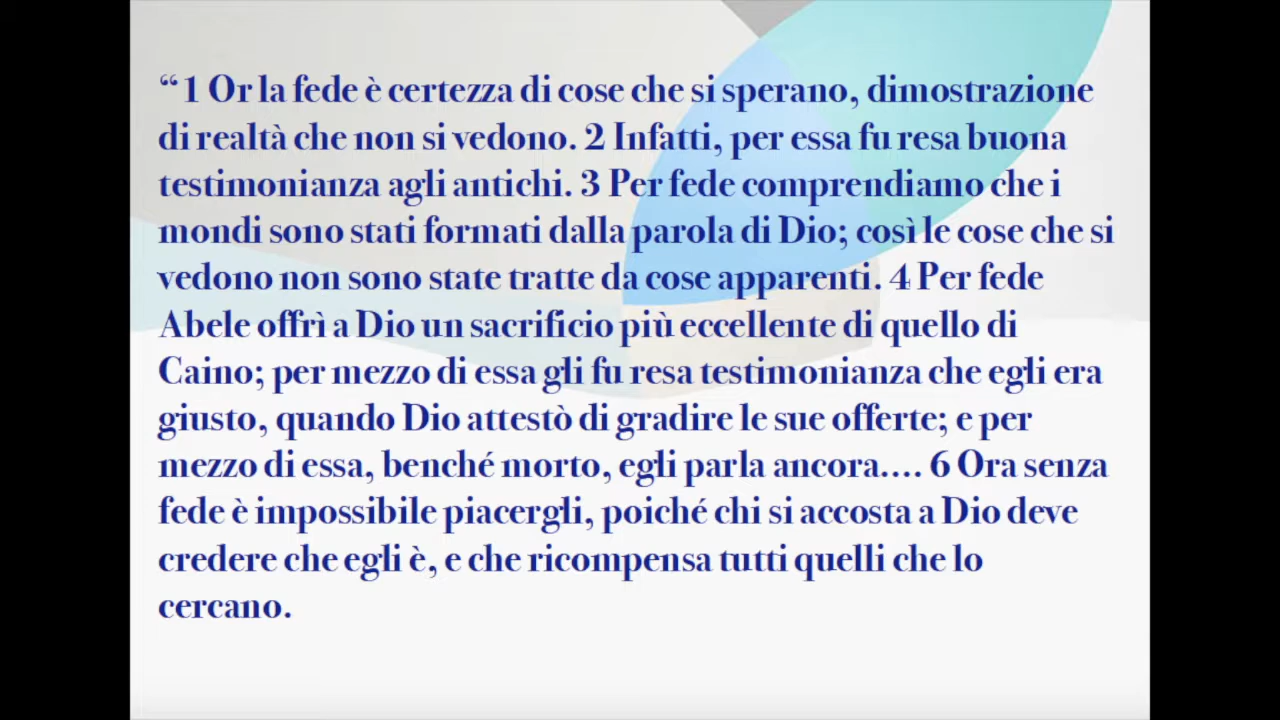 “1 Or la fede è certezza di cose che si sperano, dimostrazione
di realtà che non si vedono. 2 Infatti, per essa fu resa buona
testimonianza agli antichi. 3 Per fede comprendiamo che i
mondi sono stati formati dalla parola di Dio; così le cose che si
vedono non sono state tratte da cose apparenti. 4 Per fede
Abele offrì a Dio un sacrificio più eccellente di quello di
Caino; per mezzo di essa gli fu resa testimonianza che egli era
giusto, quando Dio attestò di gradire le sue offerte; e per
mezzo di essa, benché morto, egli parla ancora.... 6 Ora senza
fede è impossibile piacergli, poiché chi si accosta a Dio deve
credere che egli è, e che ricompensa tutti quelli che lo
cercano.